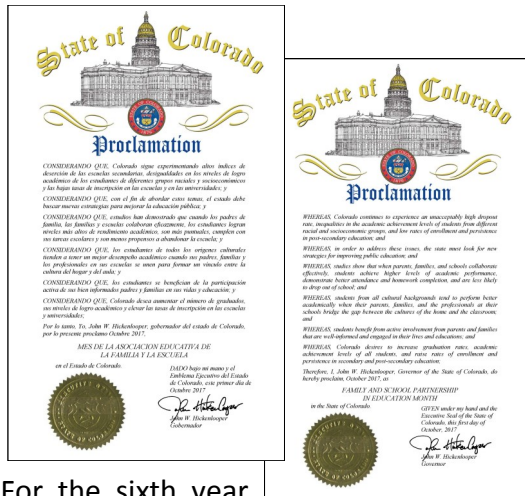 State of Colorado
Proclamation
CONSIDERANDO QUE, Colorado sigue experimentando altos índices de
deserción de las escuelas secundarias, desigualdades en los niveles de logro
académico de los estudiantes de diferentes grupos raciales y socioeconómicos
y las bajas tasas de inscripción en las escuelas y en las universidades; y
CONSIDERANDO QUE, con el fin de abordar estos temas, el estado debe
buscar nuevas estrategias para mejorar la educación pública; y
CONSIDERANDO QUE, estudios han demostrado que cuando los padres de
familia, las familias y escuelas colaboran eficazmente, los estudiantes logran
niveles más altos de rendimiento académico, son más puntuales, cumplen con
sus tareas escolares y son menos propensos a abandonar la escuela; y
CONSIDERANDO QUE, los estudiantes de todos los orígenes culturales
tienden a tener un mejor desempeño académico cuando sus padres, familias y
los profesionales en sus escuelas se unen para formar un vínculo entre la
cultura del hogar y del aula; y
CONSIDERANDO QUE, los estudiantes se benefician de la participación
activa de sus bien informados padres y familias en sus vidas y educación; y
CONSIDERANDO QUE, Colorado desea aumentar el número de graduados,
sus niveles de logro académico y elevar las tasas de inscripción en las escuelas
y universidades;
Por lo tanto, Yo, John W. Hickenlooper, gobernador del estado de Colorado,
por lo presente proclamo Octubre 2017,
MES DE LA ASOCIACION EDUCATIVA DE
LA FAMILIA Y LA ESCUELA
en el Estado de Colorado.
DADO bajo mi mano y el
Emblema Ejecutivo del Estado
de Colorado, este primer día de
Octubre 2017
John W. Hickenlooper
Gobernador
State of Colorado
Proclamation
WHEREAS, Colorado continues to experience an unacceptably high dropout
rate, inequalities in the academic achievement levels of students from different
racial and socioeconomic groups, and low rates of enrollment and persistence
in post-secondary education; and
WHEREAS, in order to address these issues, the state must look for new
strategies for improving public education; and
WHEREAS, studies show that when parents, families, and schools collaborate
effectively, students achieve higher levels of academic performance,
demonstrate better attendance and homework completion, and are less likely
to drop out of school; and
WHEREAS, students from all cultural backgrounds tend to perform better
academically when their parents, families, and the professionals at their
schools bridge the gap between the cultures of the home and the classroom;
and
WHEREAS, students benefit from active involvement from parents and families
that are well-informed and engaged in their lives and education; and
WHEREAS, Colorado desires to increase graduation rates, academic
achievement levels of all students, and raise rates of enrollment and
persistence in secondary and post-secondary education;
Therefore, I, John W. Hickenlooper, Governor of the State of Colorado, do
hereby proclaim, October 2017, as
FAMILY AND SCHOOL PARTNERSHIP
IN EDUCATION MONTH
in the State of Colorado.
GIVEN under my hand and the
Executive Seal of the State of
Colorado, this first day of
October, 2017
John W. Hickenlooper
Governor
For the sixth year